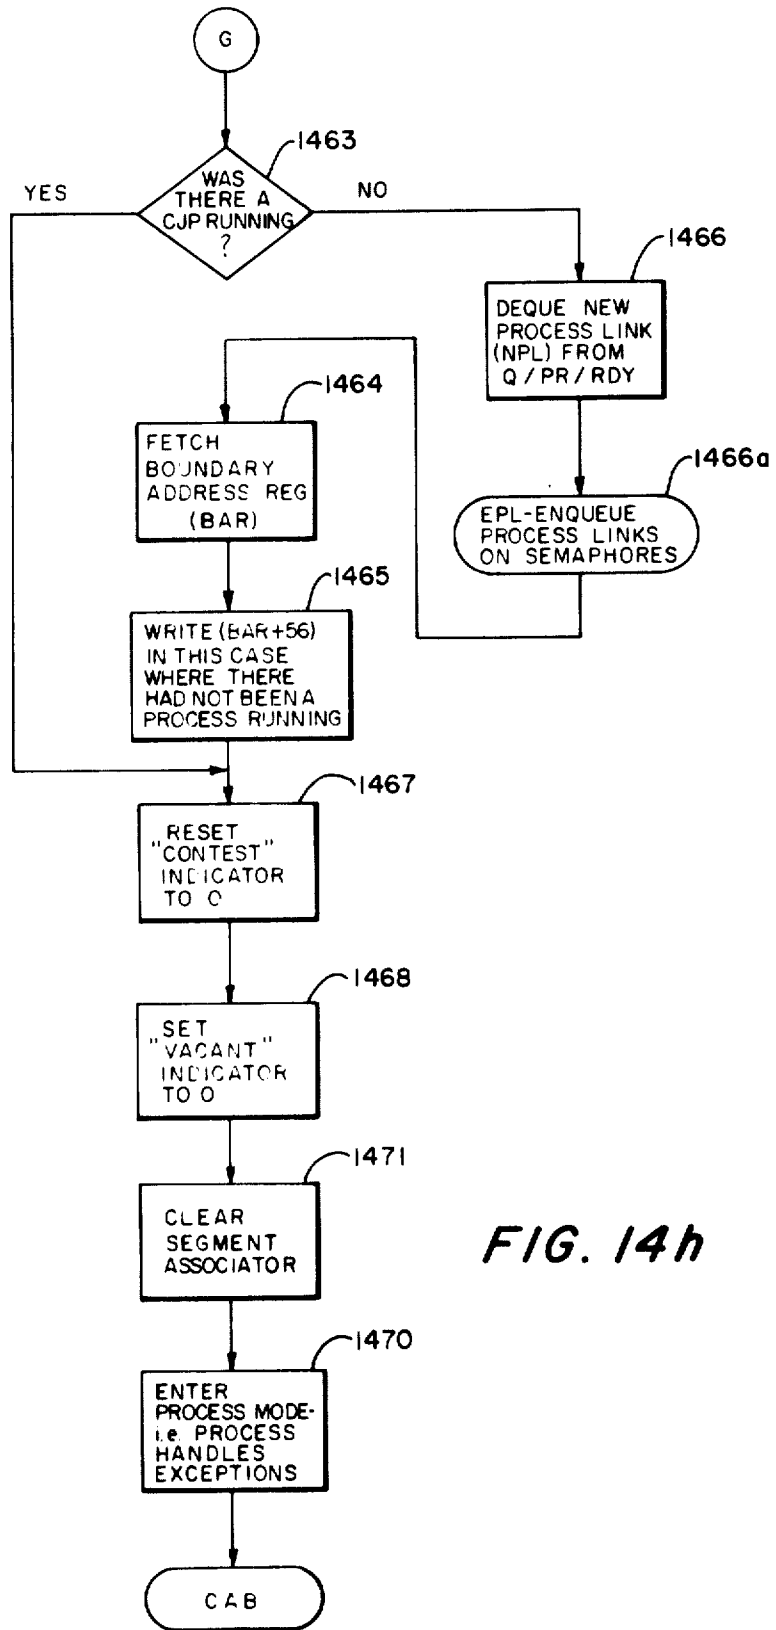 G
1463
WAS
THERE A
CJP RUNNING
?
YES
NO
1466
DEQUE NEW
PROCESS LINK
(NPL) FROM
Q / PR / RDY
1464
FETCH
BOUNDARY
ADDRESS REG
(BAR)
1466a
EPL-ENQUEUE
PROCESS LINKS
ON SEMAPHORES
1465
WRITE (BAR+56)
IN THIS CASE
WHERE THERE
HAD NOT BEEN A
PROCESS RUNNING
1467
RESET
"CONTEST"
INDICATOR
TO 0
1468
"SET
"VACANT"
INDICATOR
TO 0
1471
CLEAR
SEGMENT
ASSOCIATOR
FIG. 14h
1470
ENTER
PROCESS MODE-
i.e. PROCESS
HANDLES
EXCEPTIONS
CAB